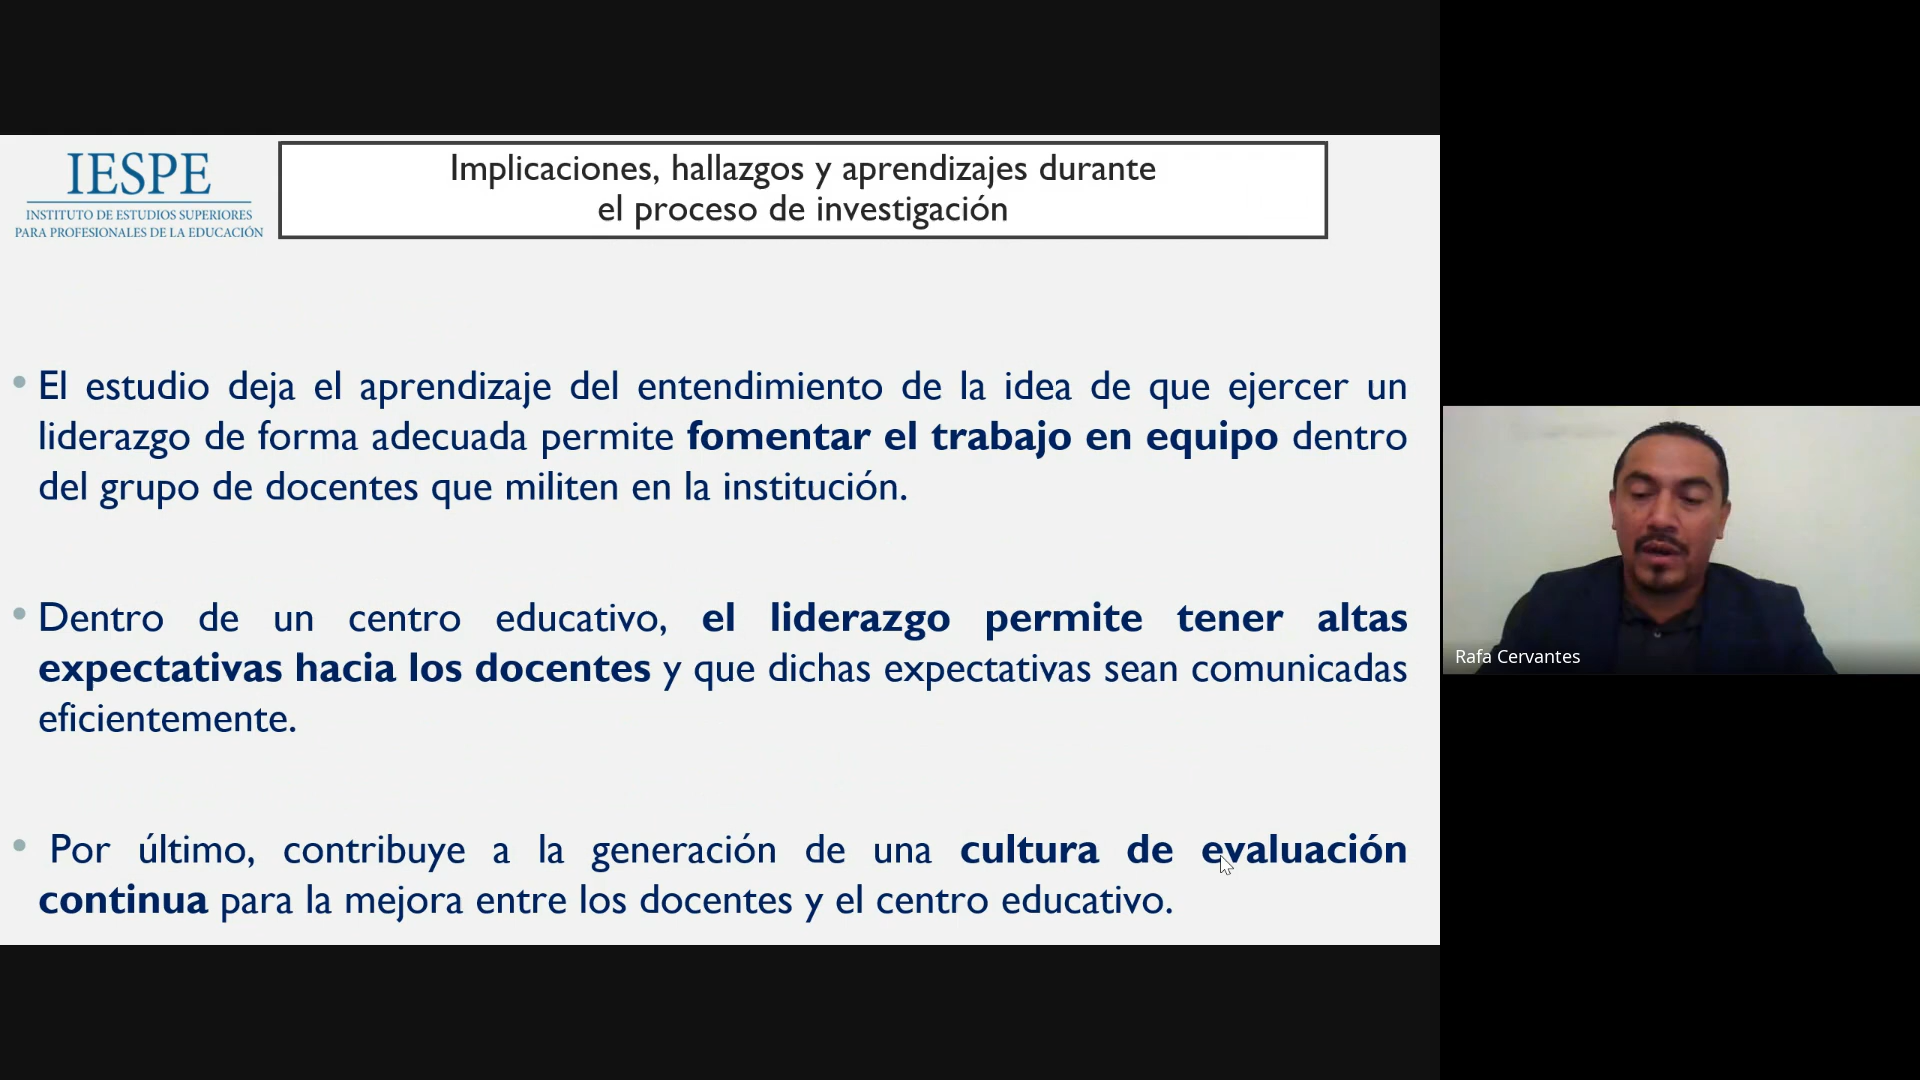 IESPE
INSTITUTO DE ESTUDIOS SUPERIORES
PARA PROFESIONALES DE LA EDUCACIÓN
Implicaciones, hallazgos y aprendizajes durante
el proceso de investigación
• El estudio deja el aprendizaje del entendimiento de la idea de que ejercer un
liderazgo de forma adecuada permite fomentar el trabajo en equipo dentro
del grupo de docentes que militen en la institución.
• Dentro de un centro educativo, el liderazgo permite tener altas
expectativas hacia los docentes y que dichas expectativas sean comunicadas
eficientemente.
• Por último, contribuye a la generación de una cultura de evaluación
continua para la mejora entre los docentes y el centro educativo.
Rafa Cervantes